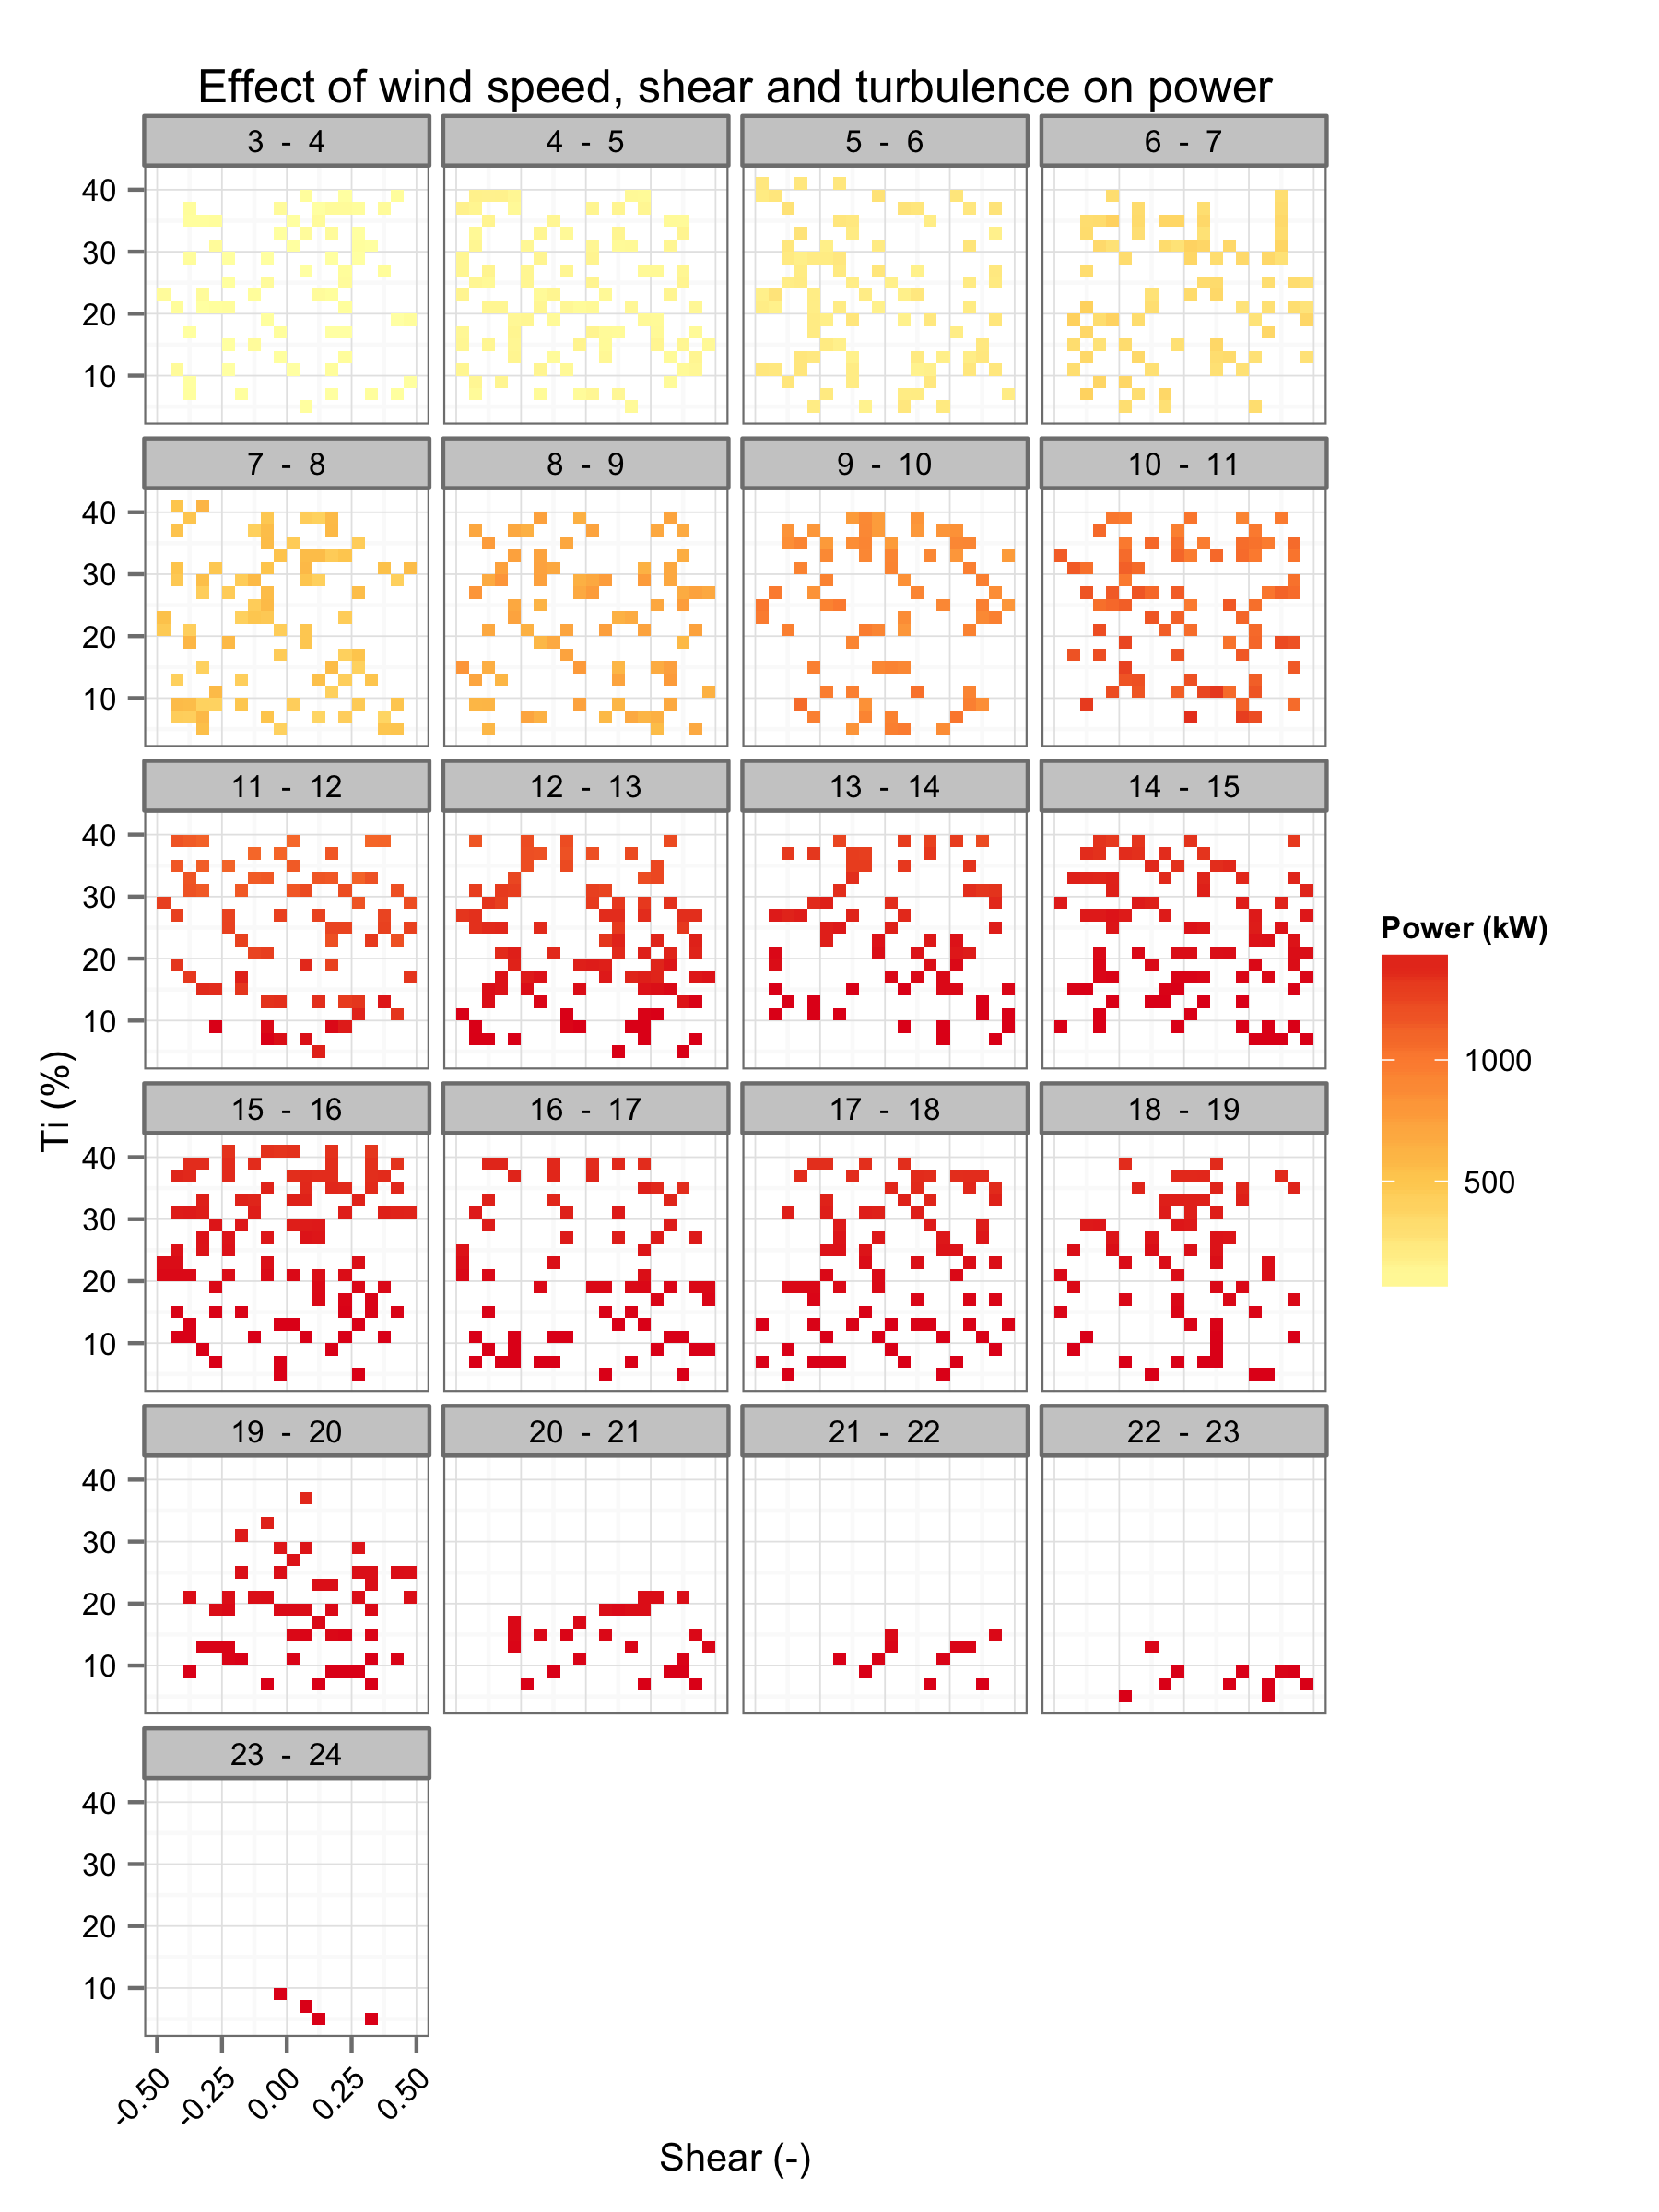 Effect of wind speed, shear and turbulence on power
3 - 4
4 - 5
5 - 6
6 - 7
40
30
20
10
7 - 8
8 - 9
9 - 10
10 - 11
40
30
20
10
11 - 12
12 - 13
13 - 14
14 - 15
40
30
20
10
15 - 16
16 - 17
17 - 18
18 - 19
40
30
20
10
19 - 20
20 - 21
21 - 22
22 - 23
40
30
20
10
23 - 24
40
30
20
10
-0.50
-0.25
0.00
0.25
0.50
Shear (-)
Ti (%)
Power (kW)
1000
500